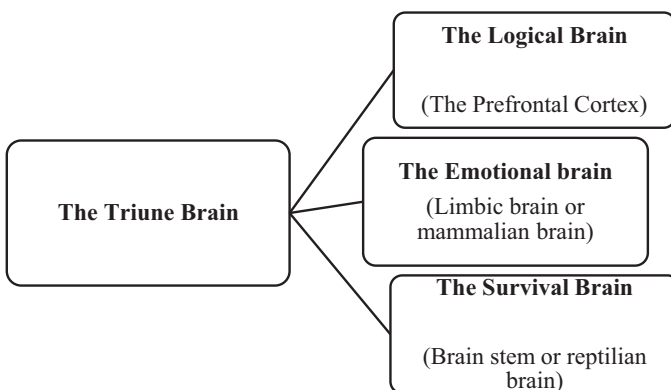 The Logical Brain
(The Prefrontal Cortex)
The Triune Brain
The Emotional brain
(Limbic brain or
mammalian brain)
The Survival Brain
(Brain stem or reptilian
brain)